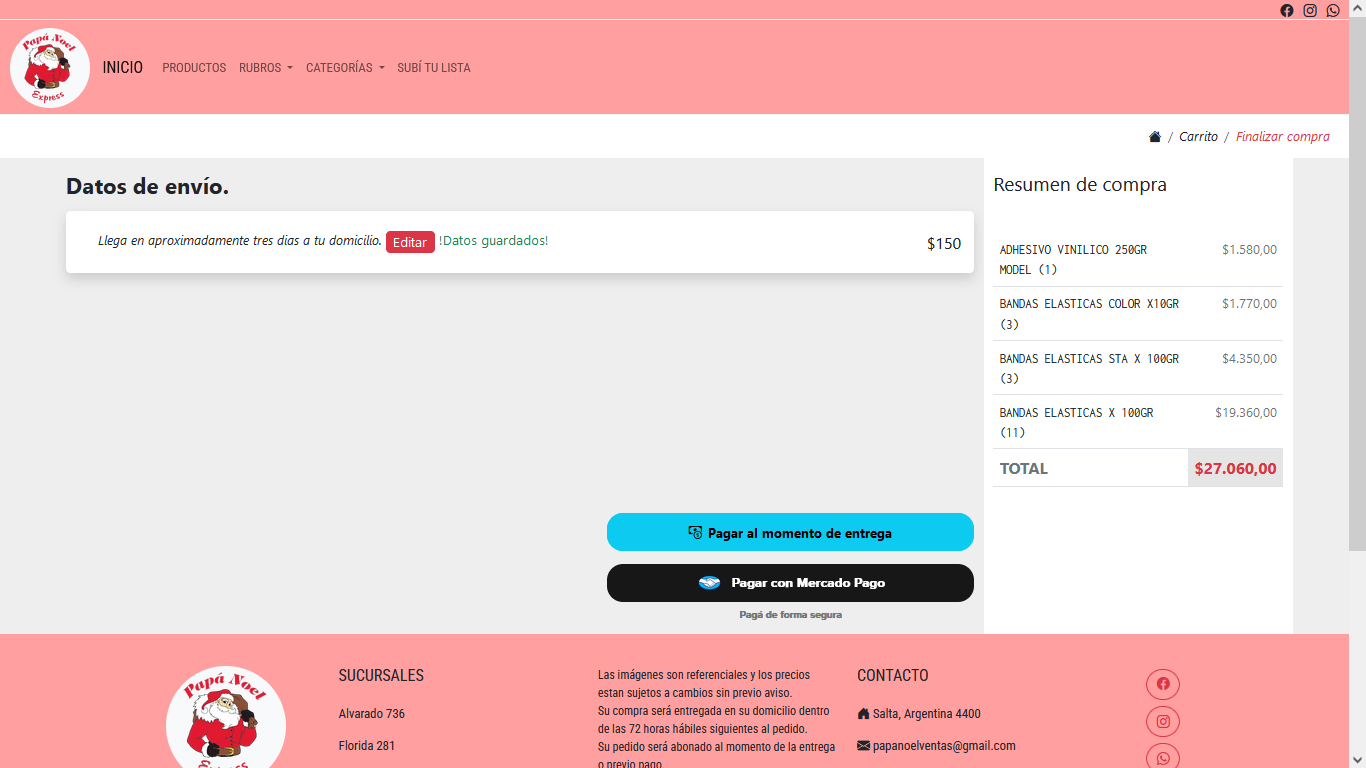 Papá Noel
Express
INICIO
PRODUCTOS
RUBROS
CATEGORÍAS
SUBÍ TU LISTA
/ Carrito / Finalizar compra
Datos de envío.
Llega en aproximadamente tres dias a tu domicilio. Editar !Datos guardados!
$150
Resumen de compra
ADHESIVO VINILICO 250GR $1.580,00
MODEL (1)
BANDAS ELASTICAS COLOR X10GR $1.770,00
(3)
BANDAS ELASTICAS STA X 100GR $4.350,00
(3)
BANDAS ELASTICAS X 100GR $19.360,00
(11)
TOTAL $27.060,00
Pagar al momento de entrega
Pagar con Mercado Pago
Pagá de forma segura
Papá Noel
Express
SUCURSALES
Alvarado 736
Florida 281
Las imágenes son referenciales y los precios
estan sujetos a cambios sin previo aviso.
Su compra será entregada en su domicilio dentro
de las 72 horas hábiles siguientes al pedido.
Su pedido será abonado al momento de la entrega
o previo pago
CONTACTO
Salta, Argentina 4400
papanoelventas@gmail.com